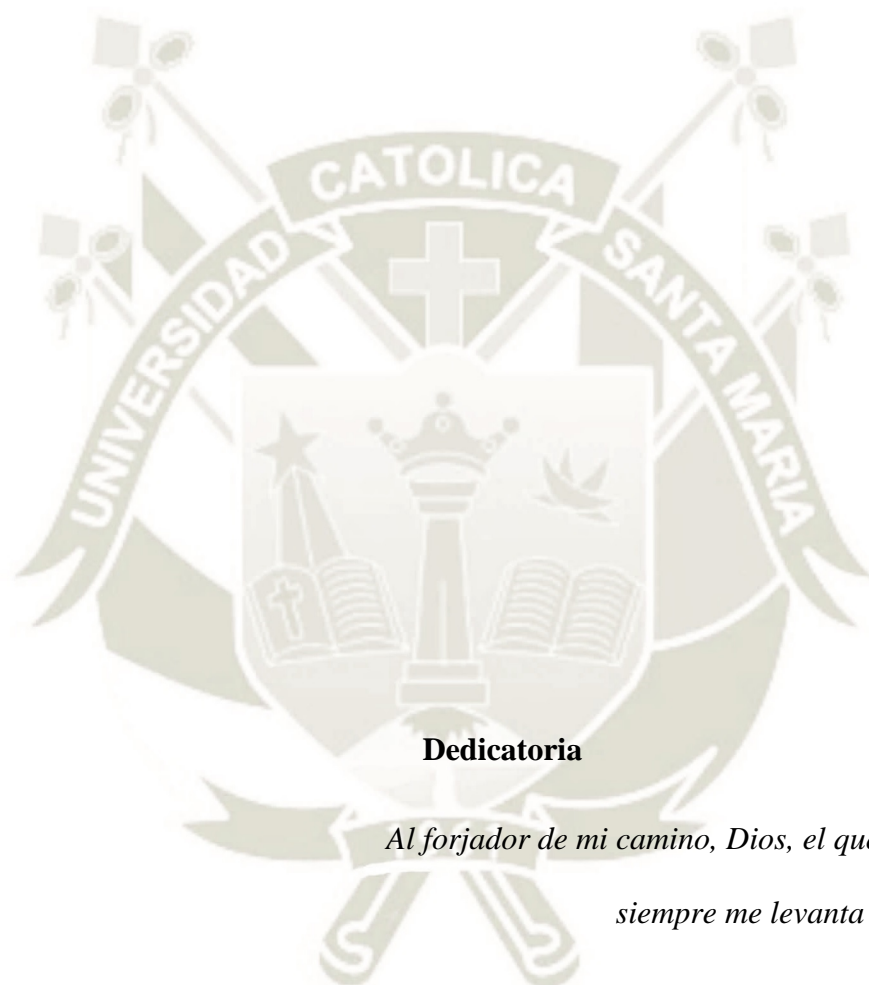 CATOLICA
UNIVERSIDAD
SANTA MARIA
Dedicatoria
Al forjador de mi camino, Dios, el que
siempre me levanta